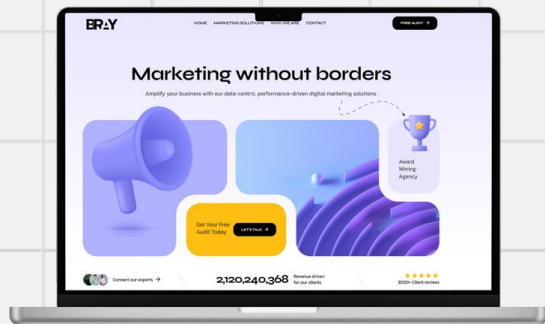 BRAY
HOME MARKETING SOLUTIONS WHO WE ARE CONTACT
FREE AUDIT
Marketing without borders
Amplify your business with our data-centric, performance-driven digital marketing solutions.
Award
Wining
Agency
Get Your Free
Audit Today
LET'S TALK
Connect our experts
2,120,240,368
Revenue driven
for our clients
3000+ Client reviews